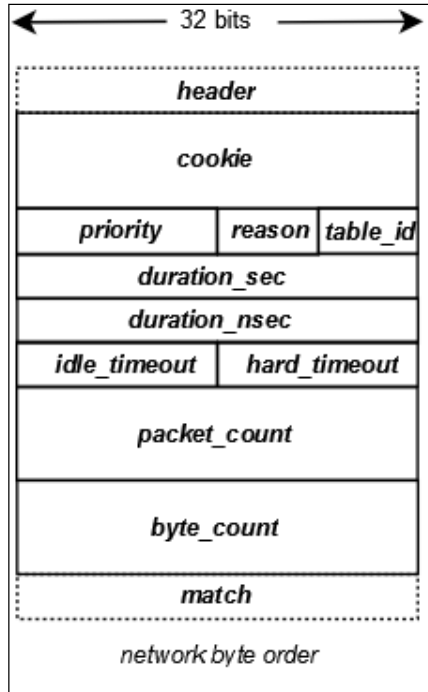 32 bits
header
cookie
priority reason table_id
duration_sec
duration_nsec
idle_timeout hard_timeout
packet_count
byte_count
match
network byte order